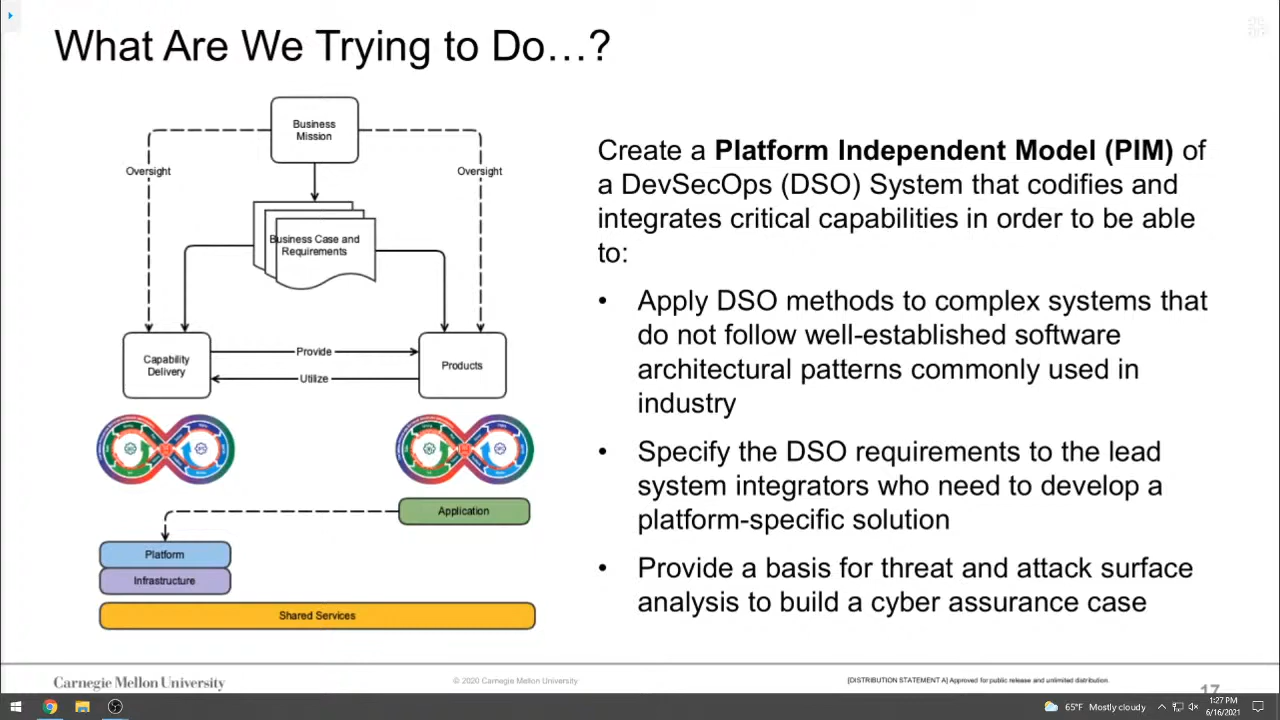 What Are We Trying to Do…?
Business
Mission
Oversight
Oversight
Business Case and
Requirements
Capability
Delivery
Provide
Utilize
Products
Application
Platform
Infrastructure
Shared Services
Create a Platform Independent Model (PIM) of
a DevSecOps (DSO) System that codifies and
integrates critical capabilities in order to be able
to:
• Apply DSO methods to complex systems that
do not follow well-established software
architectural patterns commonly used in
industry
• Specify the DSO requirements to the lead
system integrators who need to develop a
platform-specific solution
• Provide a basis for threat and attack surface
analysis to build a cyber assurance case
Carnegie Mellon University
© 2020 Carnegie Mellon University
[DISTRIBUTION STATEMENT A] Approved for public release and unlimited distribution.
17
65°F Mostly cloudy
1:27 PM
6/16/2021